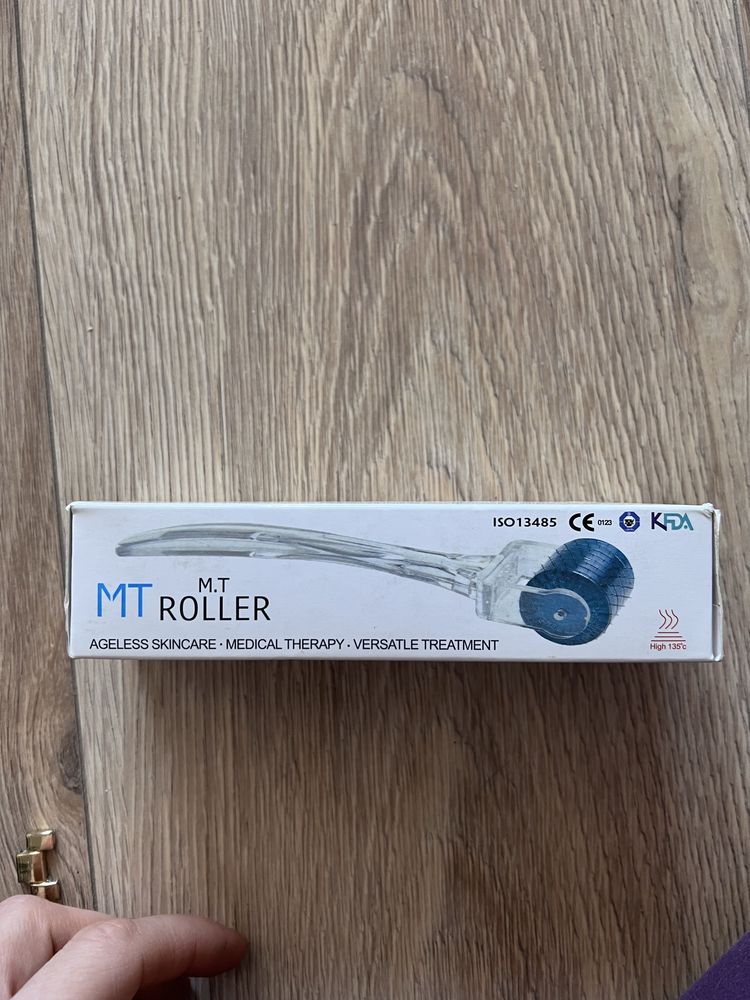 ISO13485 CE 0123 KFDA
MT M.T
ROLLER
AGELESS SKINCARE · MEDICAL THERAPY · VERSATLE TREATMENT
High 135°c